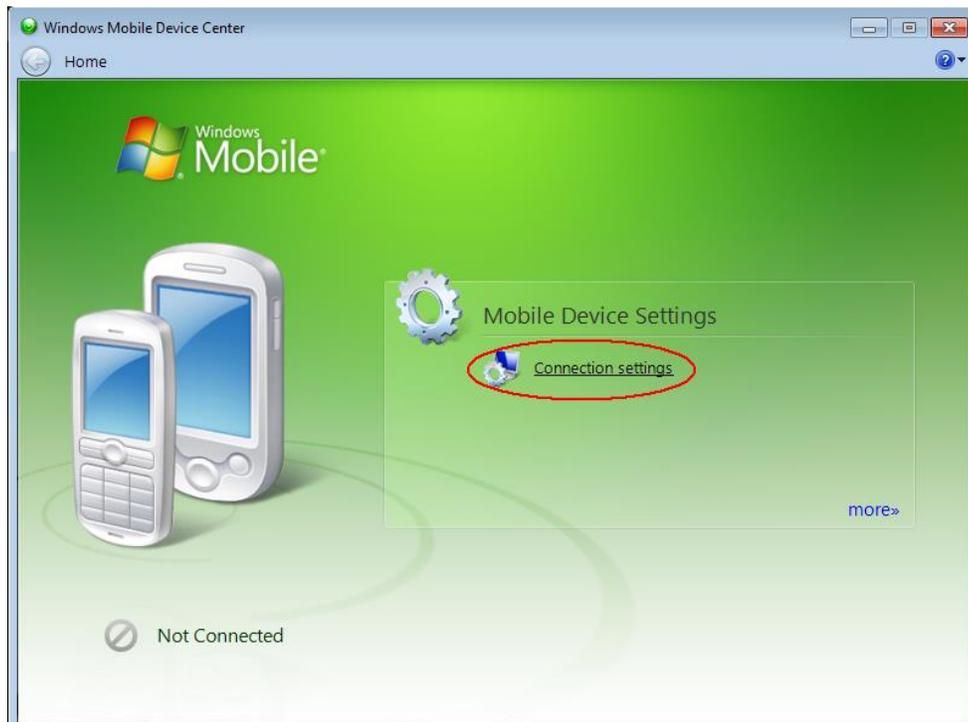 Windows Mobile Device Center
Home
Windows
Mobile®
Mobile Device Settings
Connection settings
more»
Not Connected